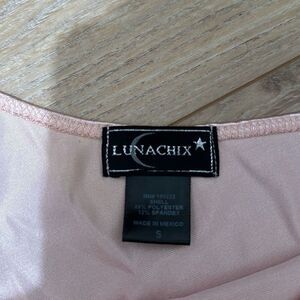 LUNACHIX
SHELL
POLYESTER
12% SPANDEX
MADE IN MEXICO
S